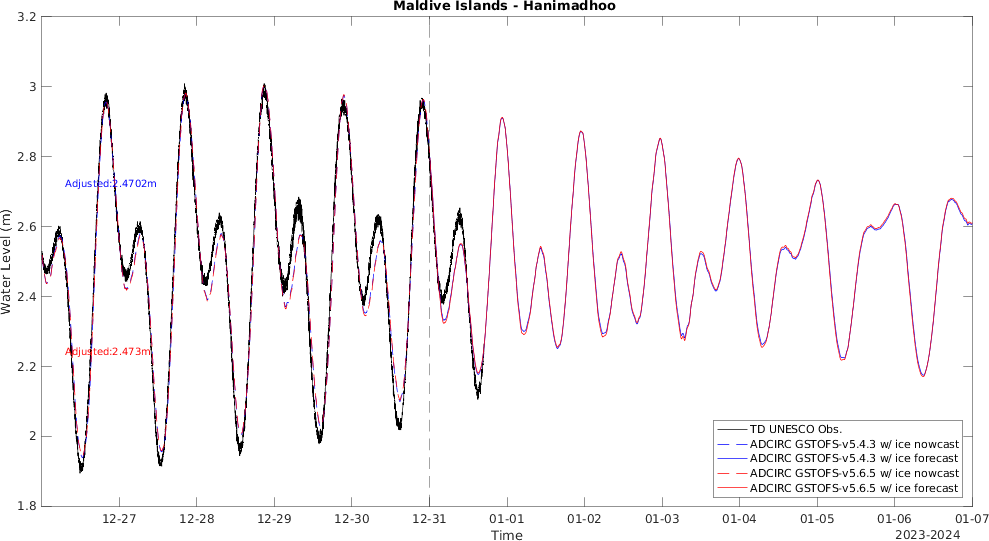 Maldive Islands - Hanimadhoo
3.2
3
2.8
2.6
2.4
2.2
2
1.8
Water Level (m)
Adjusted:2.4702m
Adjusted:2.473m
TD UNESCO Obs.
ADCIRC GSTOFS-v5.4.3 w/ ice nowcast
ADCIRC GSTOFS-v5.4.3 w/ ice forecast
ADCIRC GSTOFS-v5.6.5 w/ ice nowcast
ADCIRC GSTOFS-v5.6.5 w/ ice forecast
12-27 12-28 12-29 12-30 12-31 01-01 01-02 01-03 01-04 01-05 01-06 01-07
Time
2023-2024